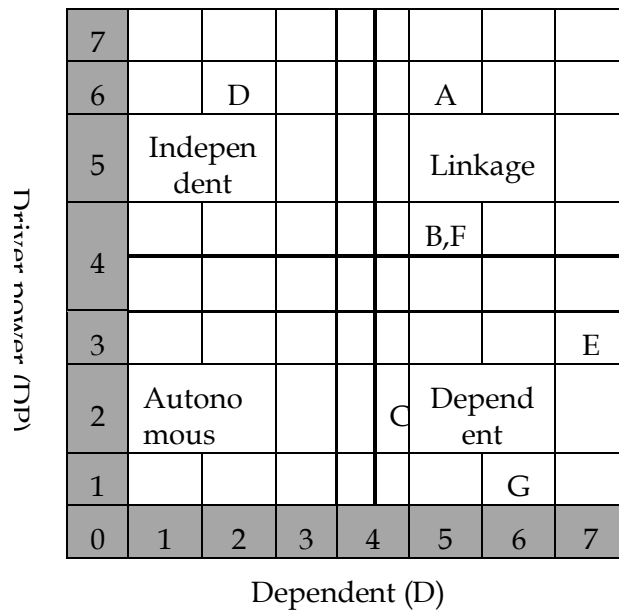 7
6 D A
Indepen
5 Linkage
dent
B,F
4
3 E
Autono Depend
2 C
mous ent
1 G
0 1 2 3 4 5 6 7
Dependent (D)
Driver power (DP)